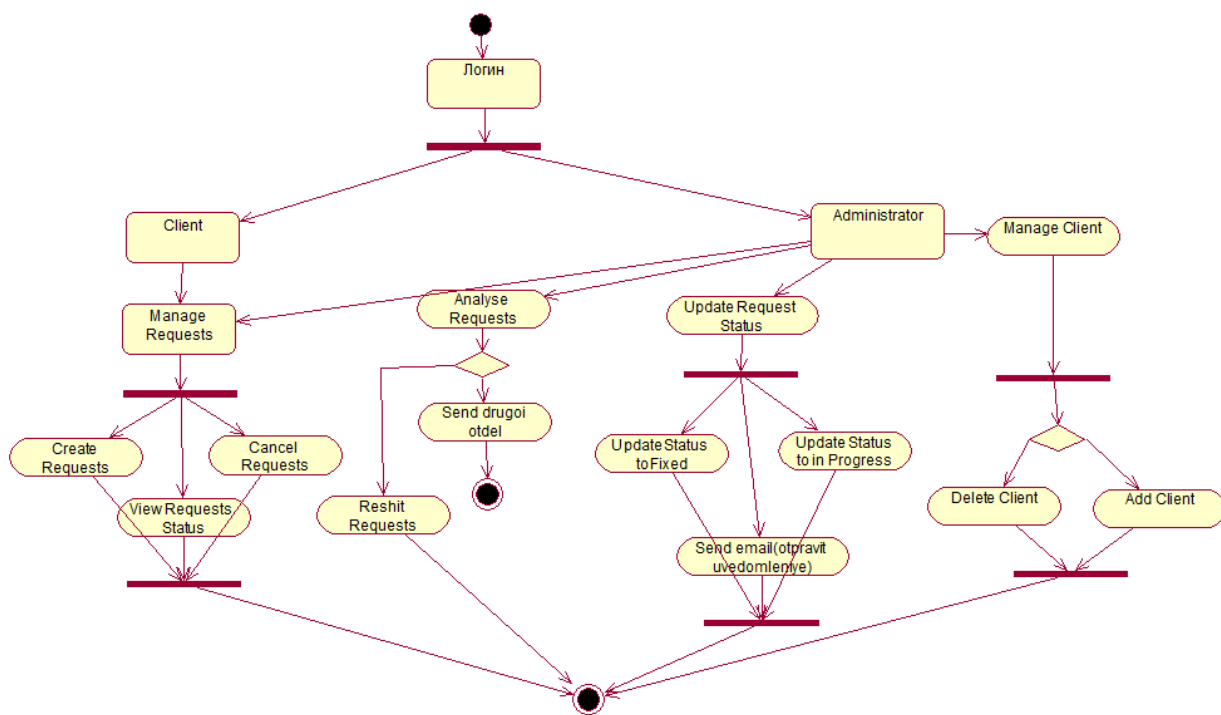 Логин
Client
Administrator
Manage Client
Manage
Requests
Analyse
Requests
Update Request
Status
Send drugoi
otdel
Create
Requests
Cancel
Requests
Update Status
to Fixed
Update Status
to in Progress
View Requests
Status
Reshit
Requests
Delete Client
Add Client
Send email(otpravit
uvedomleniye)